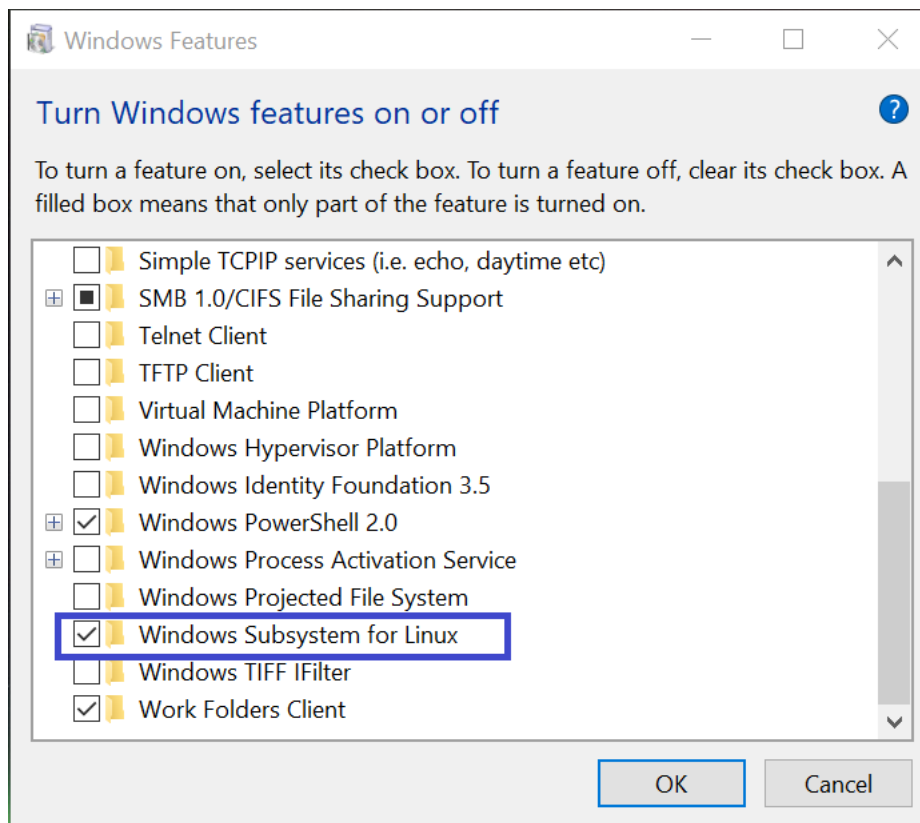 Windows Features
Turn Windows features on or off
To turn a feature on, select its check box. To turn a feature off, clear its check box. A
filled box means that only part of the feature is turned on.
Simple TCPIP services (i.e. echo, daytime etc)
SMB 1.0/CIFS File Sharing Support
Telnet Client
TFTP Client
Virtual Machine Platform
Windows Hypervisor Platform
Windows Identity Foundation 3.5
Windows PowerShell 2.0
Windows Process Activation Service
Windows Projected File System
Windows Subsystem for Linux
Windows TIFF IFilter
Work Folders Client
OK Cancel